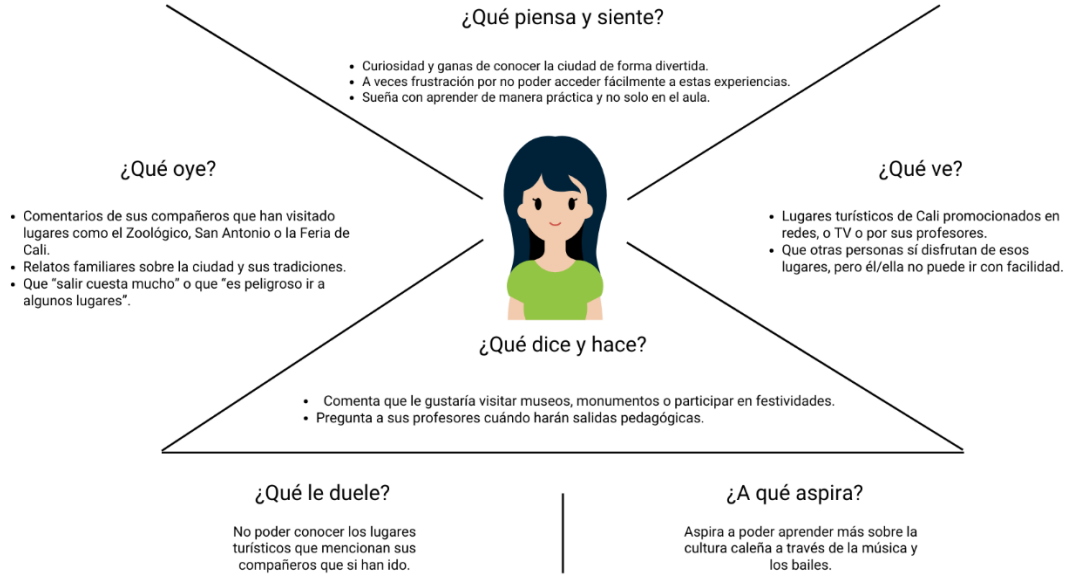 ¿Qué piensa y siente?
• Curiosidad y ganas de conocer la ciudad de forma divertida.
• A veces frustración por no poder acceder fácilmente a estas experiencias.
• Sueña con aprender de manera práctica y no solo en el aula.
¿Qué oye?
• Comentarios de sus compañeros que han visitado
lugares como el Zoológico, San Antonio o la Feria de
Cali.
• Relatos familiares sobre la ciudad y sus tradiciones.
• Que “salir cuesta mucho” o que “es peligroso ir a
algunos lugares”.
¿Qué ve?
• Lugares turísticos de Cali promocionados en
redes, o TV o por sus profesores.
• Que otras personas sí disfrutan de esos
lugares, pero él/ella no puede ir con facilidad.
¿Qué dice y hace?
• Comenta que le gustaría visitar museos, monumentos o participar en festividades.
• Pregunta a sus profesores cuándo harán salidas pedagógicas.
¿Qué le duele?
No poder conocer los lugares
turísticos que mencionan sus
compañeros que si han ido.
¿A qué aspira?
Aspira a poder aprender más sobre la
cultura caleña a través de la música y
los bailes.